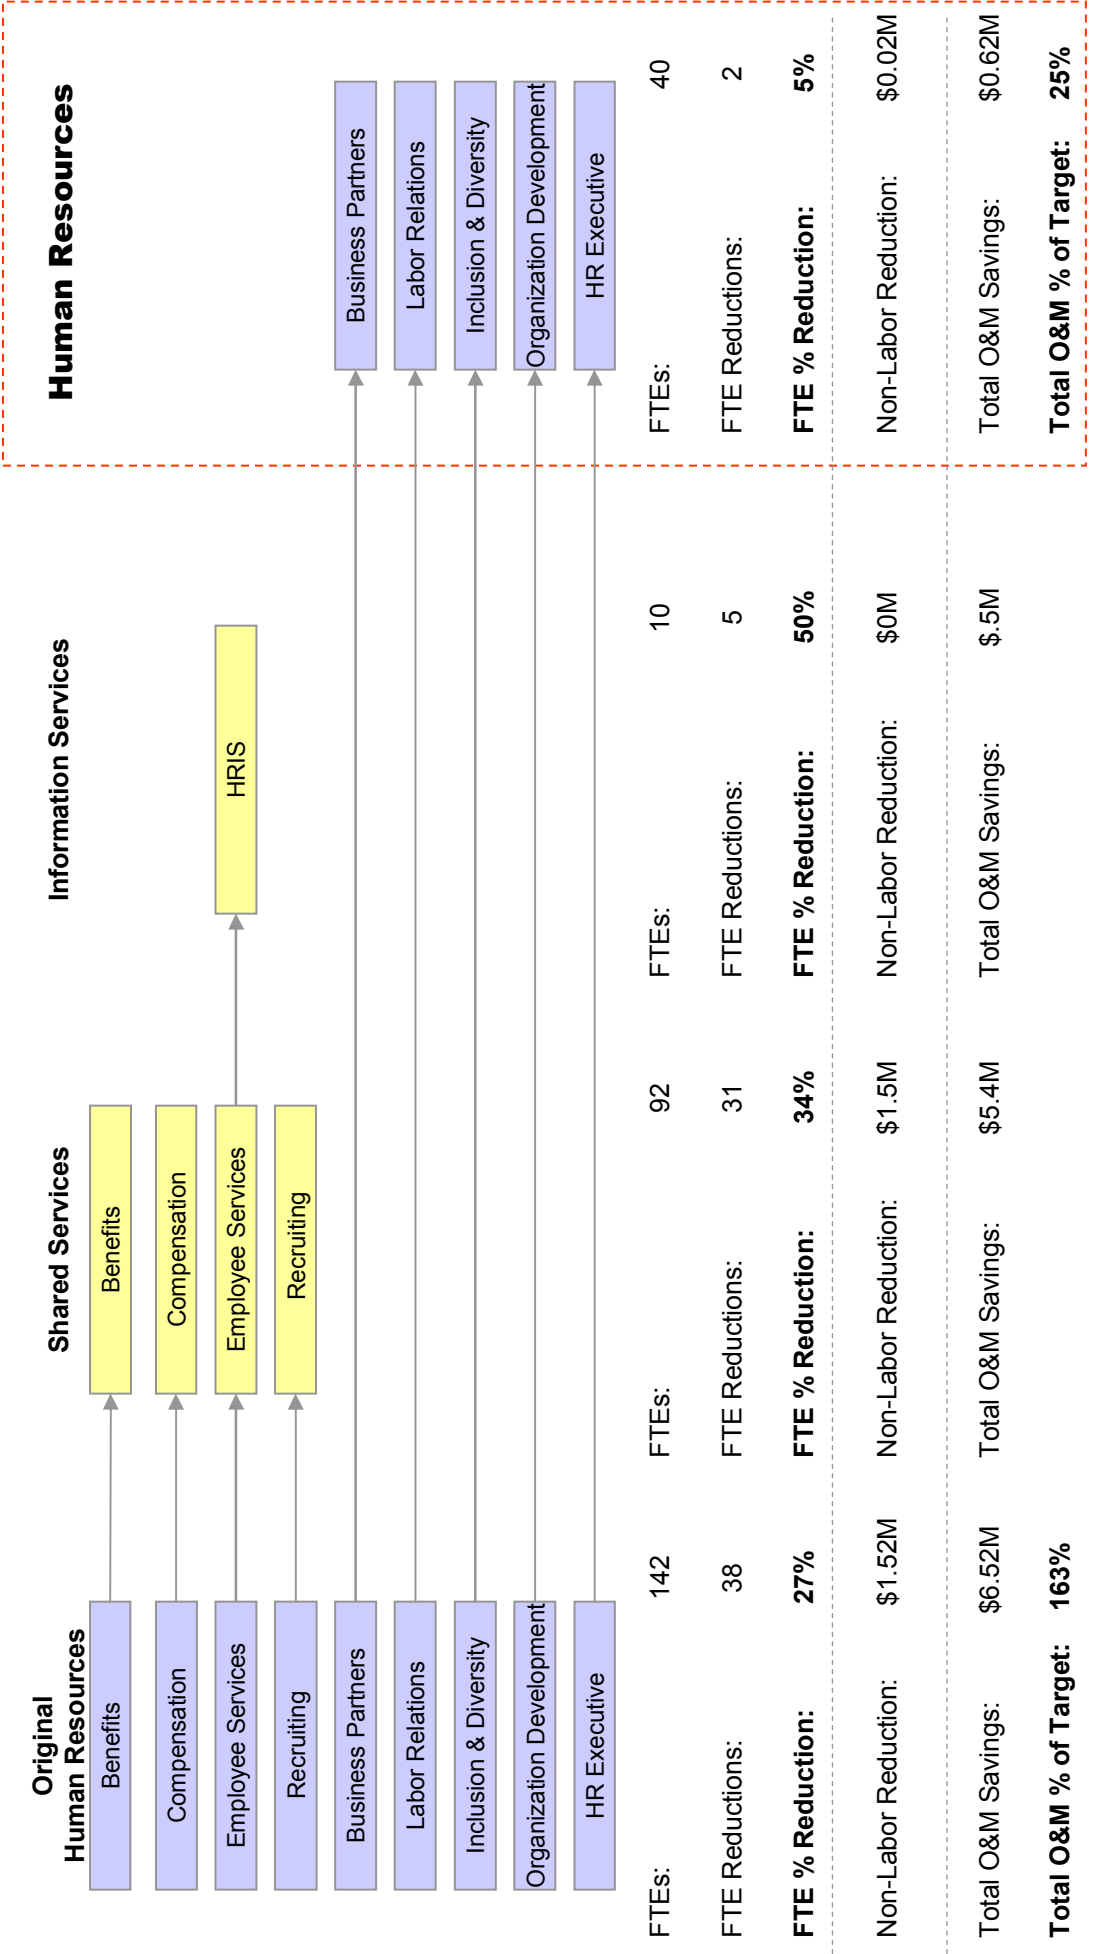 Original
Human Resources
Benefits
Compensation
Employee Services
Recruiting
Business Partners
Labor Relations
Inclusion & Diversity
Organization Development
HR Executive
FTEs: 142
FTE Reductions: 38
FTE % Reduction: 27%
Non-Labor Reduction: $1.52M
Total O&M Savings: $6.52M
Total O&M % of Target: 163%
Shared Services
Benefits
Compensation
Employee Services
Recruiting
FTEs: 92
FTE Reductions: 31
FTE % Reduction: 34%
Non-Labor Reduction: $1.5M
Total O&M Savings: $5.4M
Information Services
HRIS
FTEs: 10
FTE Reductions: 5
FTE % Reduction: 50%
Non-Labor Reduction: $0M
Total O&M Savings: $.5M
Human Resources
Business Partners
Labor Relations
Inclusion & Diversity
Organization Development
HR Executive
FTEs: 40
FTE Reductions: 2
FTE % Reduction: 5%
Non-Labor Reduction: $0.02M
Total O&M Savings: $0.62M
Total O&M % of Target: 25%